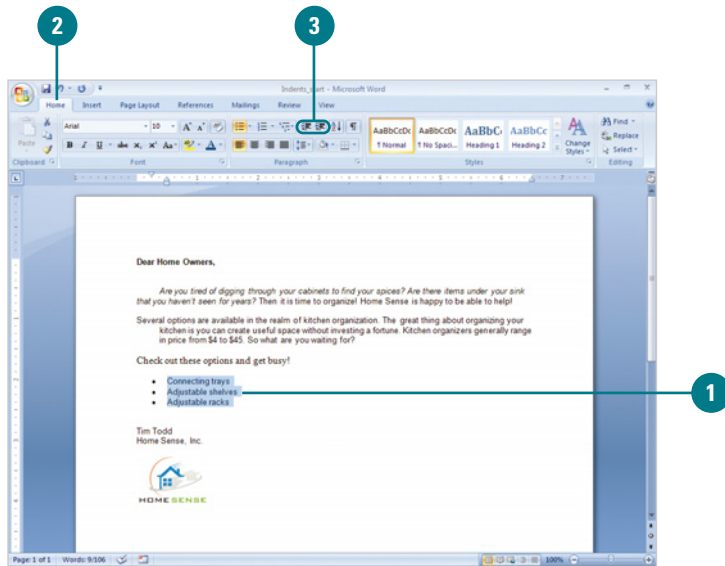 2
3
Indents_start - Microsoft Word
Home Insert Page Layout References Mailings Review View
Paste
Arial 10
AaBbCcDc AaBbCcDc AaBbC AaBbCc
¶ Normal ¶ No Spaci... Heading 1 Heading 2
Change Styles
Find
Replace
Select
Clipboard Font Paragraph Styles Editing
Dear Home Owners,
Are you tired of digging through your cabinets to find your spices? Are there items under your sink
that you haven't seen for years? Then it is time to organize! Home Sense is happy to be able to help!
Several options are available in the realm of kitchen organization. The great thing about organizing your
kitchen is you can create useful space without investing a fortune. Kitchen organizers generally range
in price from $4 to $45. So what are you waiting for?
Check out these options and get busy!
• Connecting trays
• Adjustable shelves
• Adjustable racks
1
Tim Todd
Home Sense, Inc.
HOME SENSE
Page: 1 of 1 Words: 9/106 100%